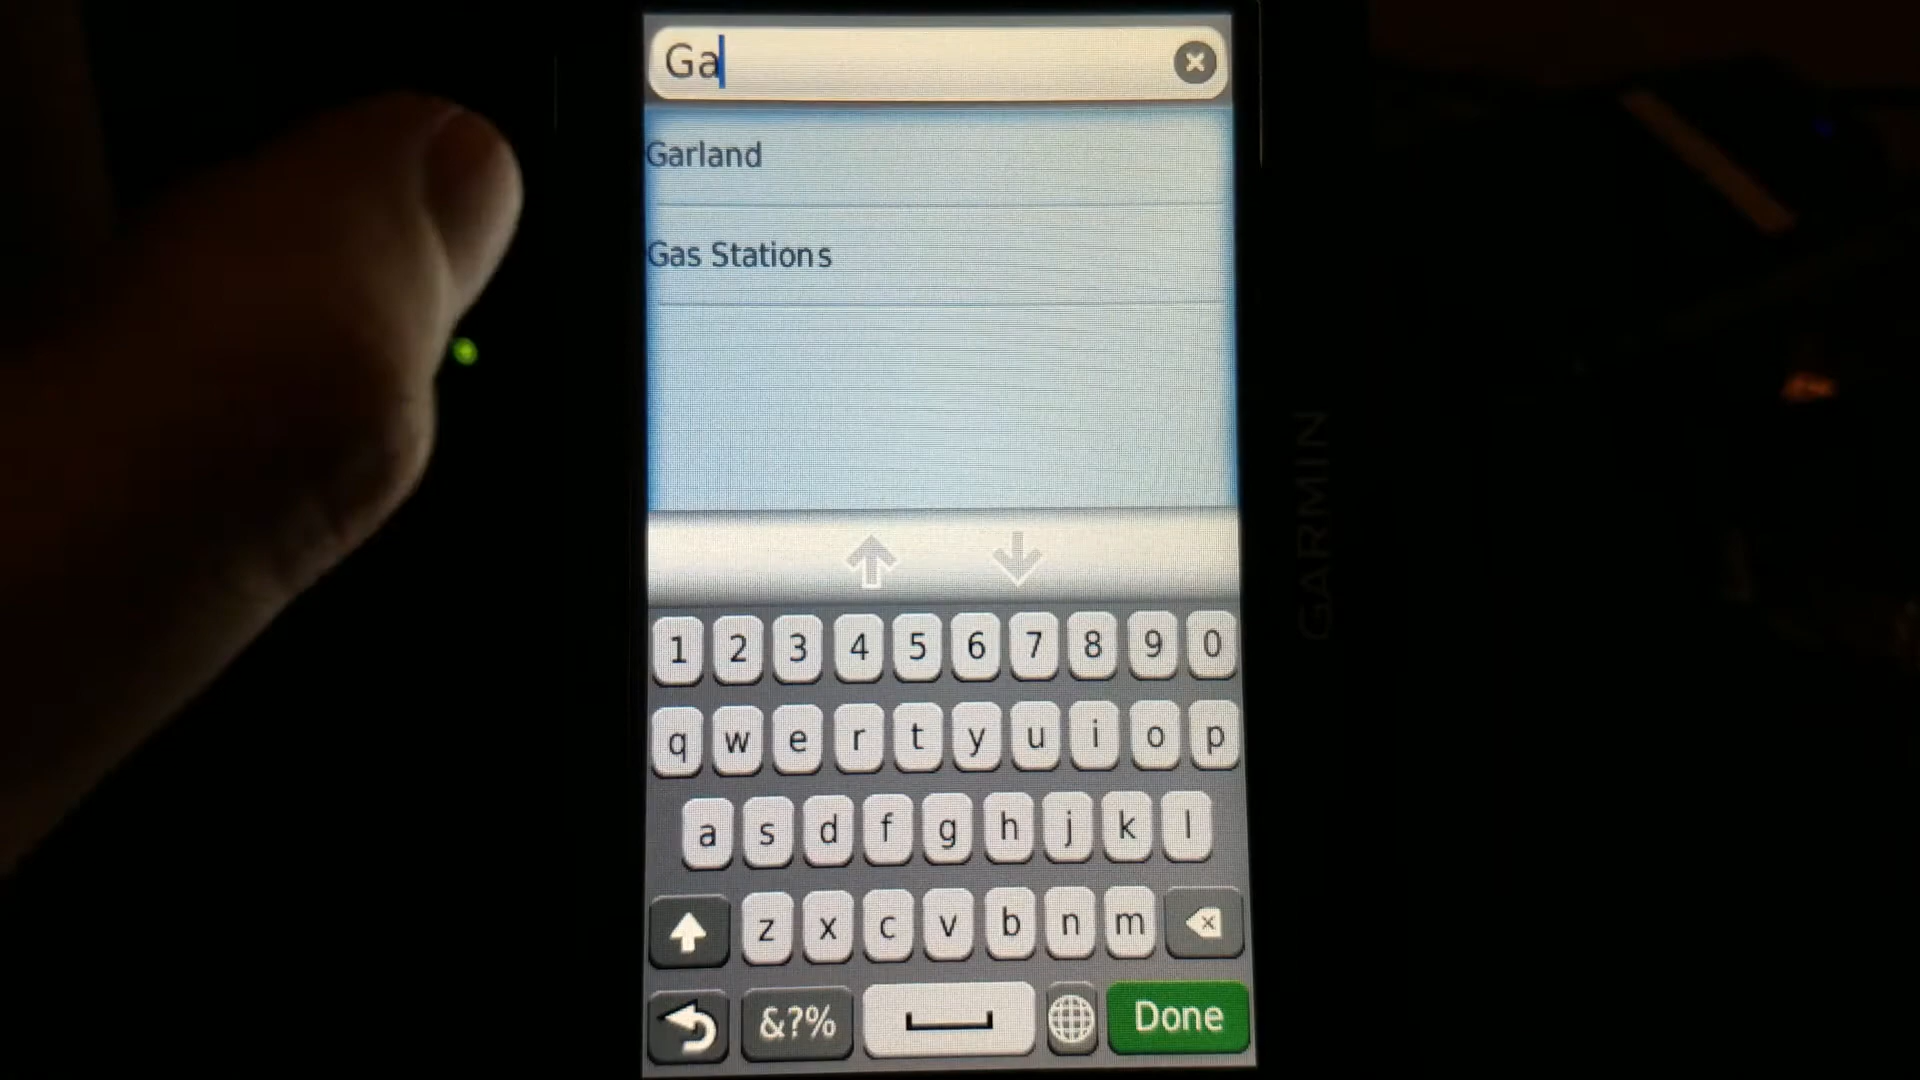 Ga
Garland
Gas Stations
1 2 3 4 5 6 7 8 9 0
q w e r t y u i o p
a s d f g h j k l
z x c v b n m
&?% Done
GARMIN